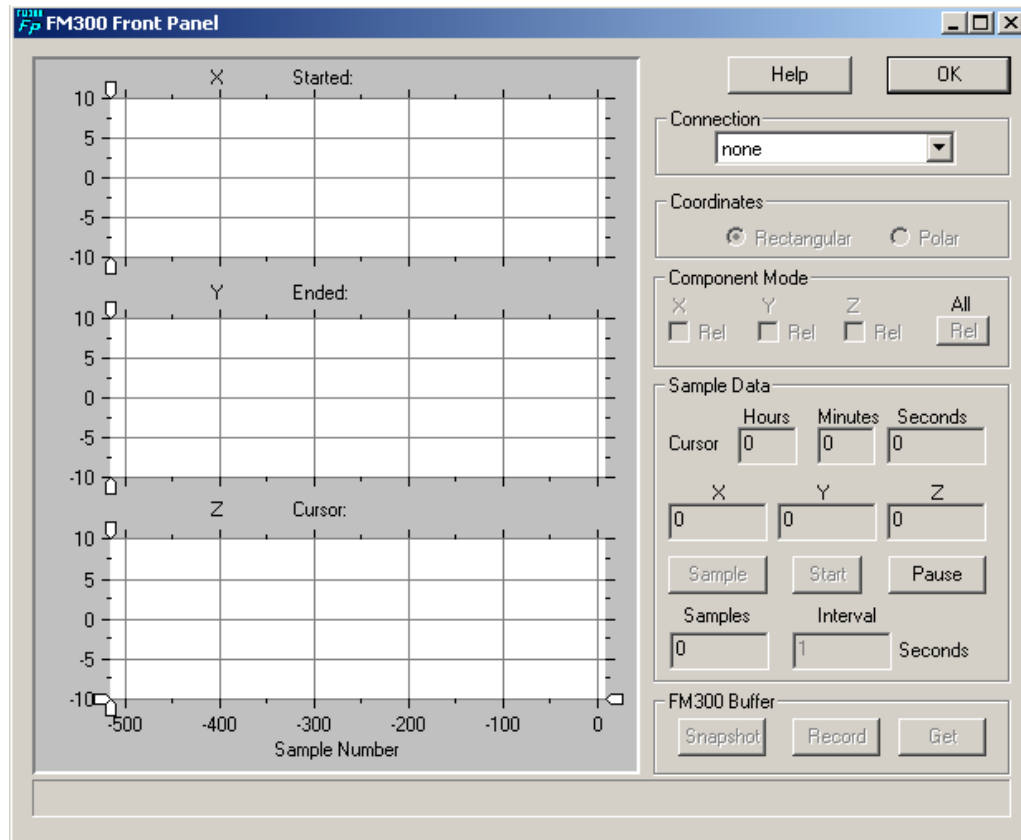 FM300
Fp FM300 Front Panel
X Started:
10
5
0
-5
-10
Y Ended:
10
5
0
-5
-10
Z Cursor:
10
5
0
-5
-10
-500 -400 -300 -200 -100 0
Sample Number
Help OK
Connection
none
Coordinates
Rectangular Polar
Component Mode
X Y Z All
Rel Rel Rel Rel
Sample Data
Hours Minutes Seconds
Cursor 0 0 0
X Y Z
0 0 0
Sample Start Pause
Samples Interval
0 1 Seconds
FM300 Buffer
Snapshot Record Get